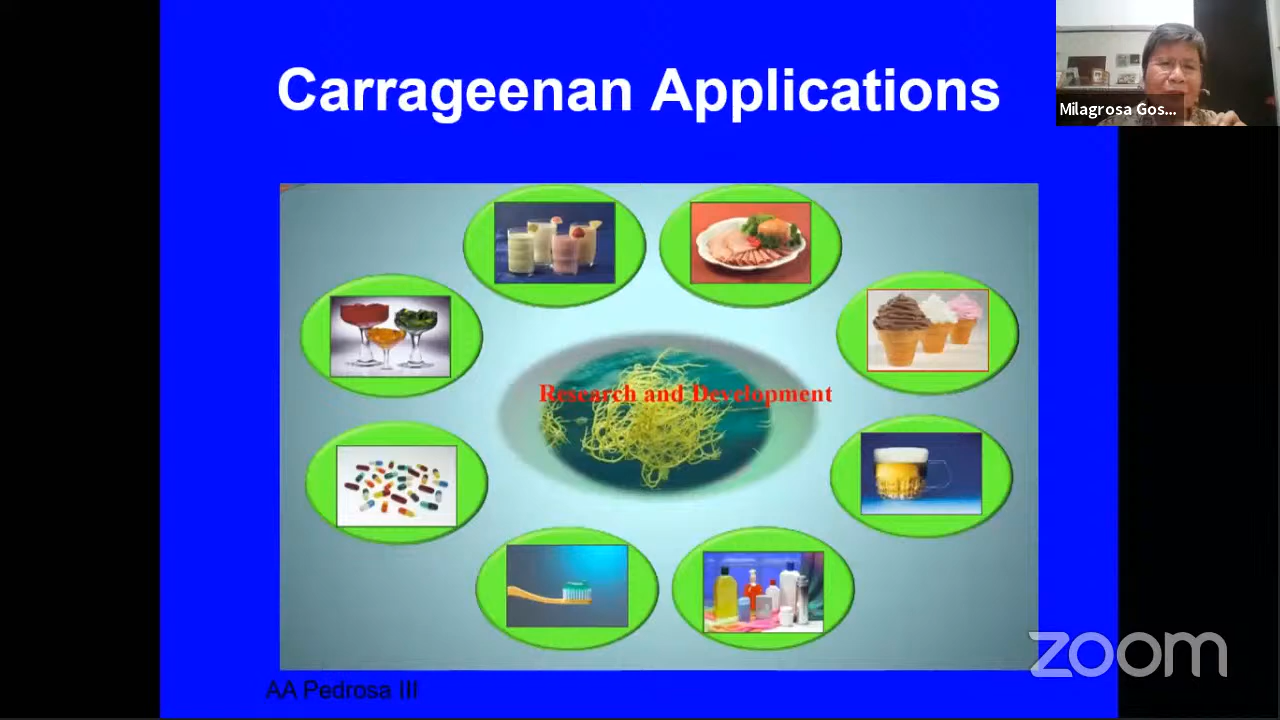 Carrageenan Applications
Milagrosa Gos...
Research and Development
AA Pedrosa III
zoom